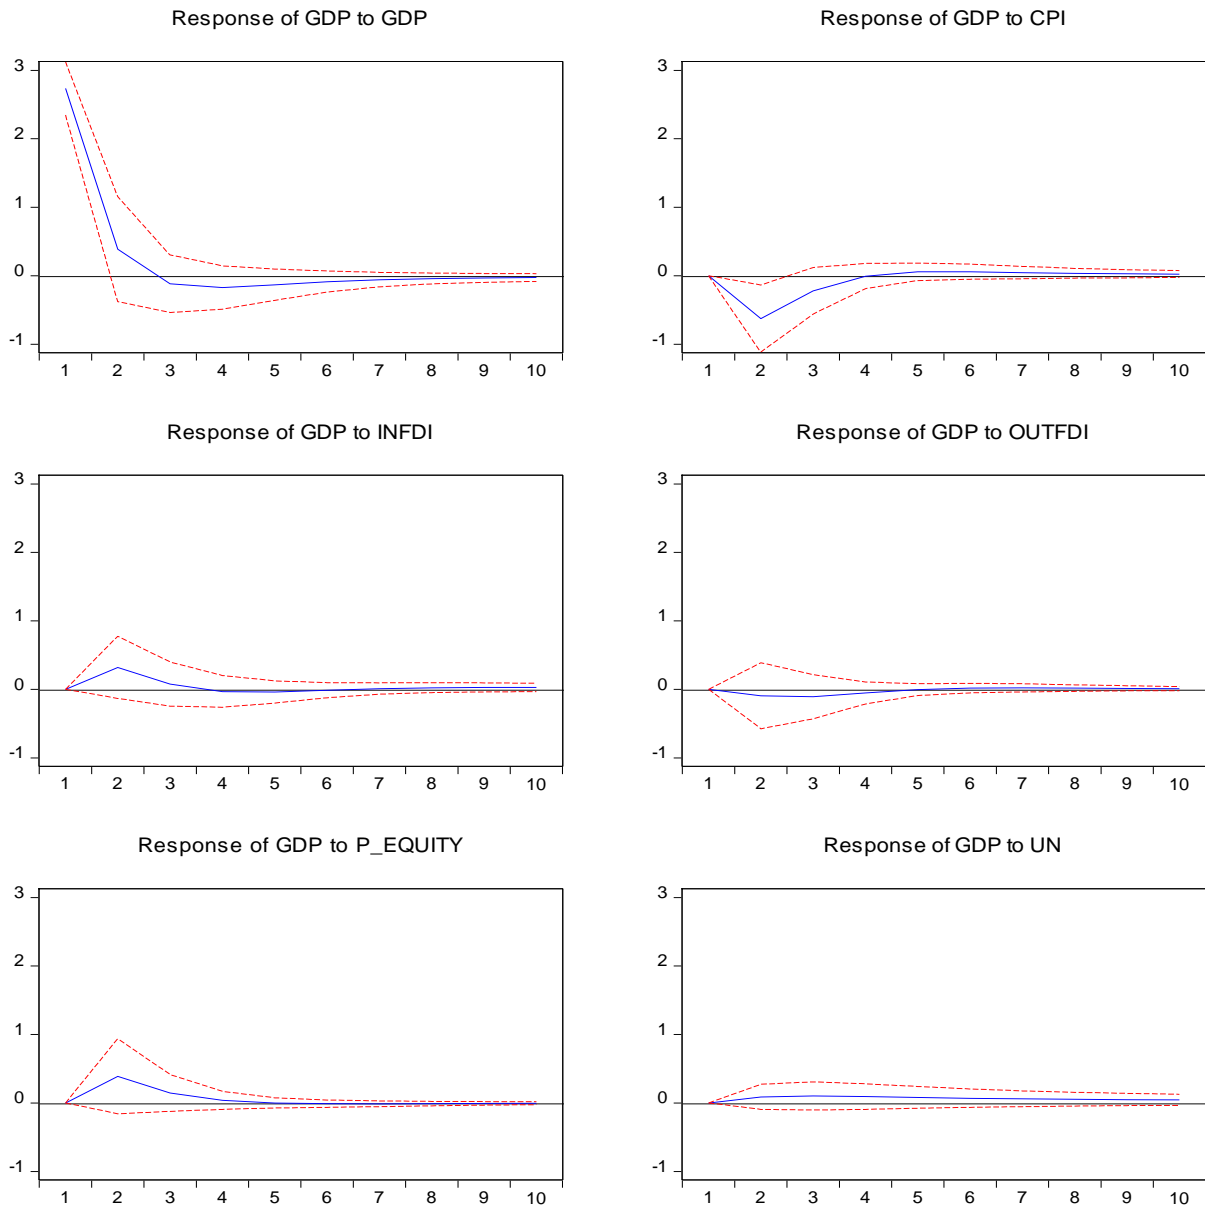 Response of GDP to GDP
3
2
1
0
-1
1 2 3 4 5 6 7 8 9 10
Response of GDP to CPI
3
2
1
0
-1
1 2 3 4 5 6 7 8 9 10
Response of GDP to INFDI
3
2
1
0
-1
1 2 3 4 5 6 7 8 9 10
Response of GDP to OUTFDI
3
2
1
0
-1
1 2 3 4 5 6 7 8 9 10
Response of GDP to P_EQUITY
3
2
1
0
-1
1 2 3 4 5 6 7 8 9 10
Response of GDP to UN
3
2
1
0
-1
1 2 3 4 5 6 7 8 9 10